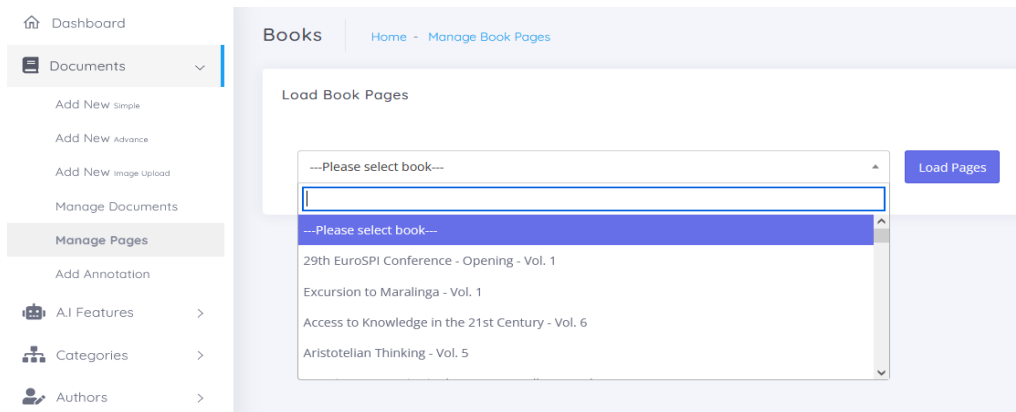 Dashboard
Documents
Add New Simple
Add New Advance
Add New Image Upload
Manage Documents
Manage Pages
Add Annotation
A.I Features
Categories
Authors
Books
Home - Manage Book Pages
Load Book Pages
---Please select book---
Load Pages
---Please select book---
29th EuroSPI Conference - Opening - Vol. 1
Excursion to Maralinga - Vol. 1
Access to Knowledge in the 21st Century - Vol. 6
Aristotelian Thinking - Vol. 5